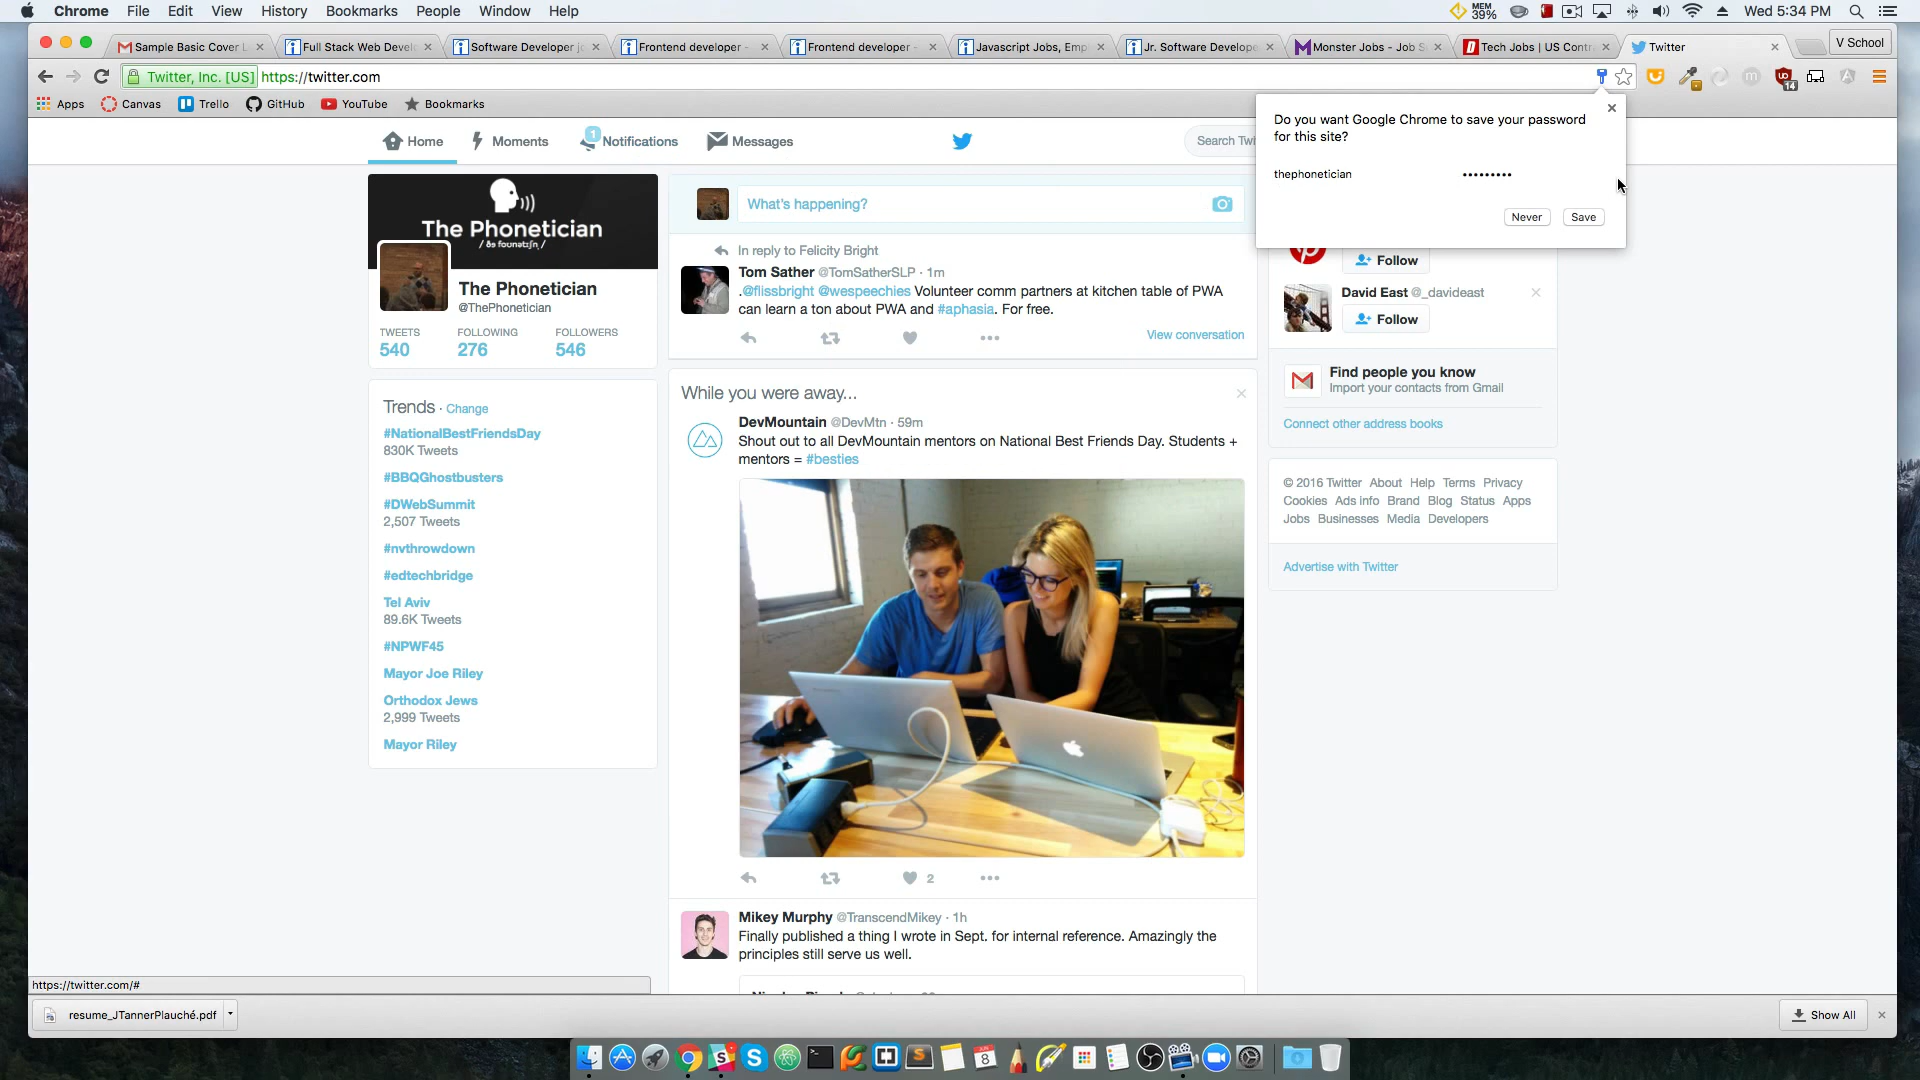 Chrome File Edit View History Bookmarks People Window Help
MEM 39% Wed 5:34 PM
Sample Basic Cover L
Full Stack Web Devel
Software Developer jo
Frontend developer -
Frontend developer -
Javascript Jobs, Emp
Jr. Software Develope
Monster Jobs - Job S
Tech Jobs | US Contr
Twitter
V School
Twitter, Inc. [US] https://twitter.com
14
Apps Canvas Trello GitHub YouTube Bookmarks
Do you want Google Chrome to save your password
for this site?
thephonetician •••••••••
Never Save
Home Moments 1 Notifications Messages
Search Twi
The Phonetician
/ ðə foʊnətɪʃn /
The Phonetician
@ThePhonetician
TWEETS FOLLOWING FOLLOWERS
540 276 546
Trends · Change
#NationalBestFriendsDay
830K Tweets
#BBQGhostbusters
#DWebSummit
2,507 Tweets
#nvthrowdown
#edtechbridge
Tel Aviv
89.6K Tweets
#NPWF45
Mayor Joe Riley
Orthodox Jews
2,999 Tweets
Mayor Riley
What's happening?
In reply to Felicity Bright
Tom Sather @TomSatherSLP · 1m
.@flissbright @wespeechies Volunteer comm partners at kitchen table of PWA
can learn a ton about PWA and #aphasia. For free.
View conversation
While you were away...
DevMountain @DevMtn · 59m
Shout out to all DevMountain mentors on National Best Friends Day. Students +
mentors = #besties
2
Mikey Murphy @TranscendMikey · 1h
Finally published a thing I wrote in Sept. for internal reference. Amazingly the
principles still serve us well.
Follow
David East @_davideast
Follow
Find people you know
Import your contacts from Gmail
Connect other address books
© 2016 Twitter About Help Terms Privacy
Cookies Ads info Brand Blog Status Apps
Jobs Businesses Media Developers
Advertise with Twitter
https://twitter.com/#
resume_JTannerPlauché.pdf
Show All
JUN
8